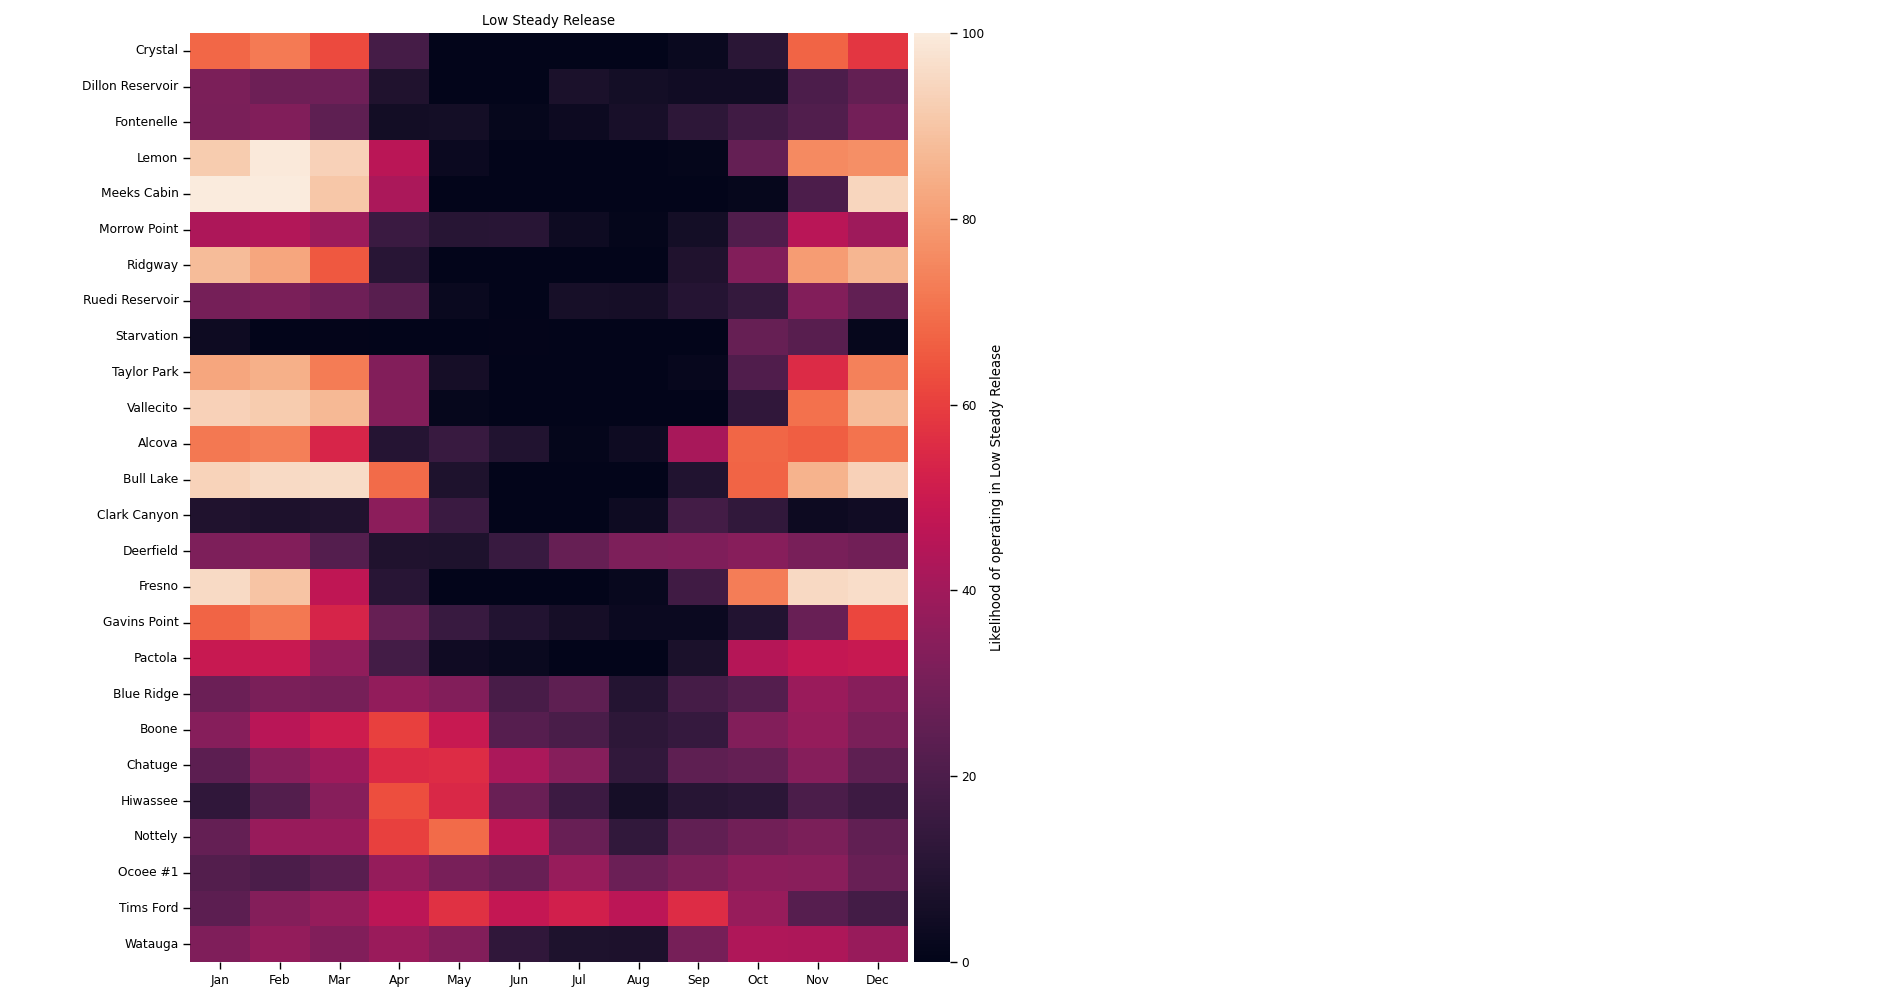 Low Steady Release
Crystal
Dillon Reservoir
Fontenelle
Lemon
Meeks Cabin
Morrow Point
Ridgway
Ruedi Reservoir
Starvation
Taylor Park
Vallecito
Alcova
Bull Lake
Clark Canyon
Deerfield
Fresno
Gavins Point
Pactola
Blue Ridge
Boone
Chatuge
Hiwassee
Nottely
Ocoee #1
Tims Ford
Watauga
Jan Feb Mar Apr May Jun Jul Aug Sep Oct Nov Dec
100
80
60
40
20
0
Likelihood of operating in Low Steady Release